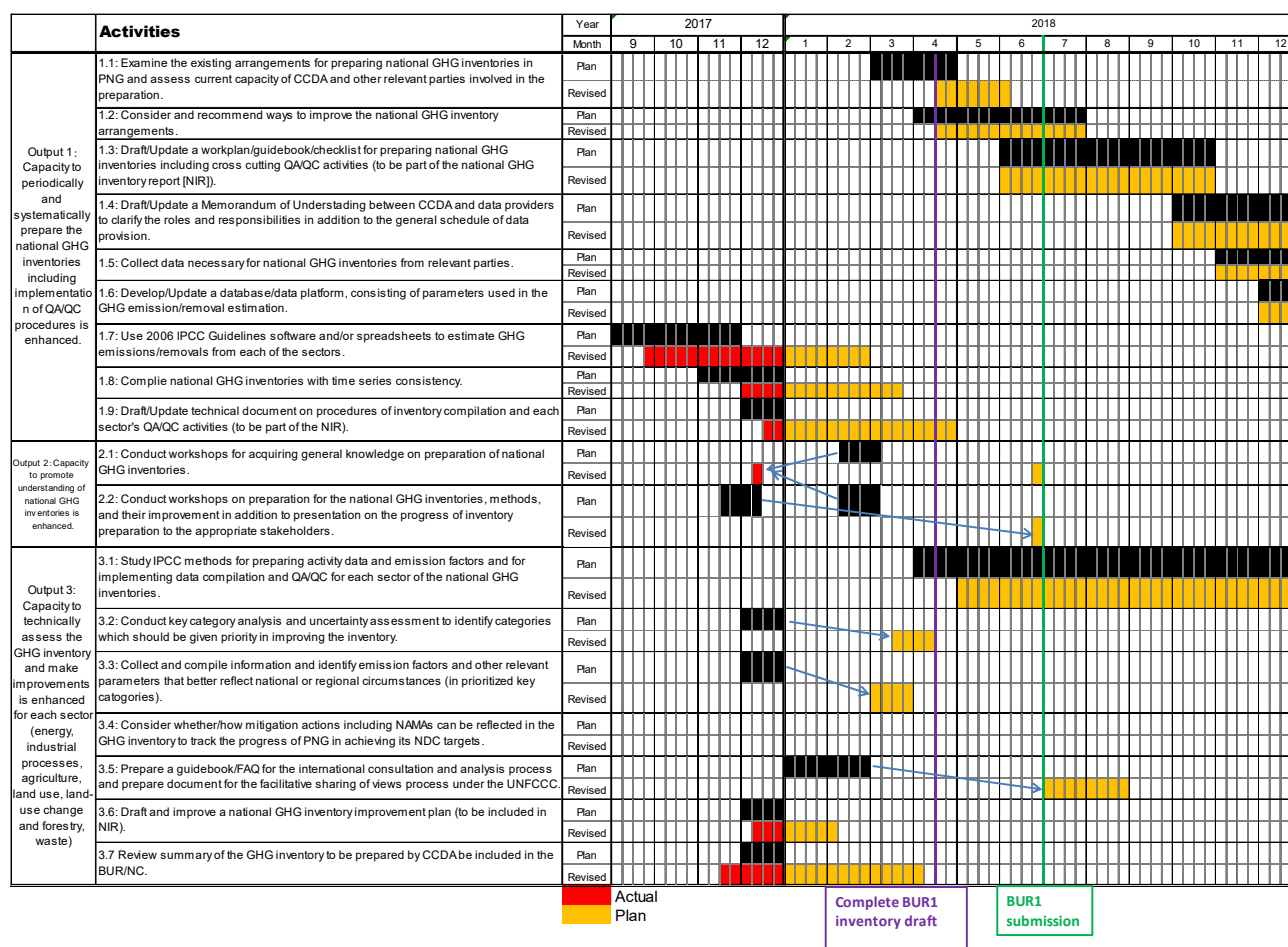 Activities
Year
2017
2018
Month
9
10
11
12
1
2
3
4
5
6
7
8
9
10
11
12
Output 1:
Capacity to
periodically
and
systematically
prepare the
national GHG
inventories
including
implementatio
n of QA/QC
procedures is
enhanced.
1.1: Examine the existing arrangements for preparing national GHG inventories in
PNG and assess current capacity of CCDA and other relevant parties involved in the
preparation.
Plan
Revised
1.2: Consider and recommend ways to improve the national GHG inventory
arrangements.
Plan
Revised
1.3: Draft/Update a workplan/guidebook/checklist for preparing national GHG
inventories including cross cutting QA/QC activities (to be part of the national GHG
inventory report [NIR]).
Plan
Revised
1.4: Draft/Update a Memorandum of Understading between CCDA and data providers
to clarify the roles and responsibilities in addition to the general schedule of data
provision.
Plan
Revised
1.5: Collect data necessary for national GHG inventories from relevant parties.
Plan
Revised
1.6: Develop/Update a database/data platform, consisting of parameters used in the
GHG emission/removal estimation.
Plan
Revised
1.7: Use 2006 IPCC Guidelines software and/or spreadsheets to estimate GHG
emissions/removals from each of the sectors.
Plan
Revised
1.8: Complie national GHG inventories with time series consistency.
Plan
Revised
1.9: Draft/Update technical document on procedures of inventory compilation and each
sector's QA/QC activities (to be part of the NIR).
Plan
Revised
Output 2: Capacity
to promote
understanding of
national GHG
inventories is
enhanced.
2.1: Conduct workshops for acquiring general knowledge on preparation of national
GHG inventories.
Plan
Revised
2.2: Conduct workshops on preparation for the national GHG inventories, methods,
and their improvement in addition to presentation on the progress of inventory
preparation to the appropriate stakeholders.
Plan
Revised
Output 3:
Capacity to
technically
assess the
GHG inventory
and make
improvements
is enhanced
for each sector
(energy,
industrial
processes,
agriculture,
land use, land-
use change
and forestry,
waste)
3.1: Study IPCC methods for preparing activity data and emission factors and for
implementing data compilation and QA/QC for each sector of the national GHG
inventories.
Plan
Revised
3.2: Conduct key category analysis and uncertainty assessment to identify categories
which should be given priority in improving the inventory.
Plan
Revised
3.3: Collect and compile information and identify emission factors and other relevant
parameters that better reflect national or regional circumstances (in prioritized key
catogories).
Plan
Revised
3.4: Consider whether/how mitigation actions including NAMAs can be reflected in the
GHG inventory to track the progress of PNG in achieving its NDC targets.
Plan
Revised
3.5: Prepare a guidebook/FAQ for the international consultation and analysis process
and prepare document for the facilitative sharing of views process under the UNFCCC.
Plan
Revised
3.6: Draft and improve a national GHG inventory improvement plan (to be included in
NIR).
Plan
Revised
3.7 Review summary of the GHG inventory to be prepared by CCDA be included in the
BUR/NC.
Plan
Revised
Actual
Plan
Complete BUR1
inventory draft
BUR1
submission